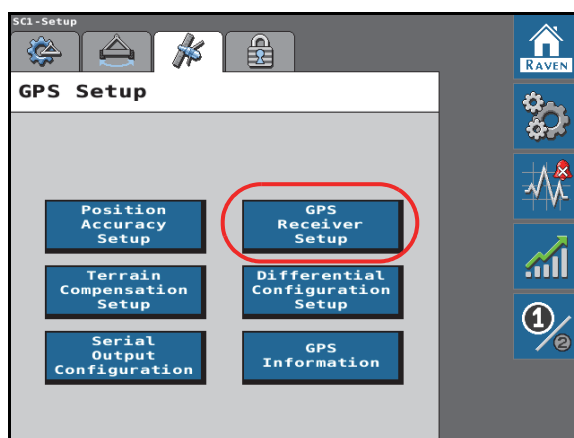 SC1-Setup
RAVEN
GPS Setup
Position
Accuracy
Setup
GPS
Receiver
Setup
Terrain
Compensation
Setup
Differential
Configuration
Setup
Serial
Output
Configuration
GPS
Information
1/2